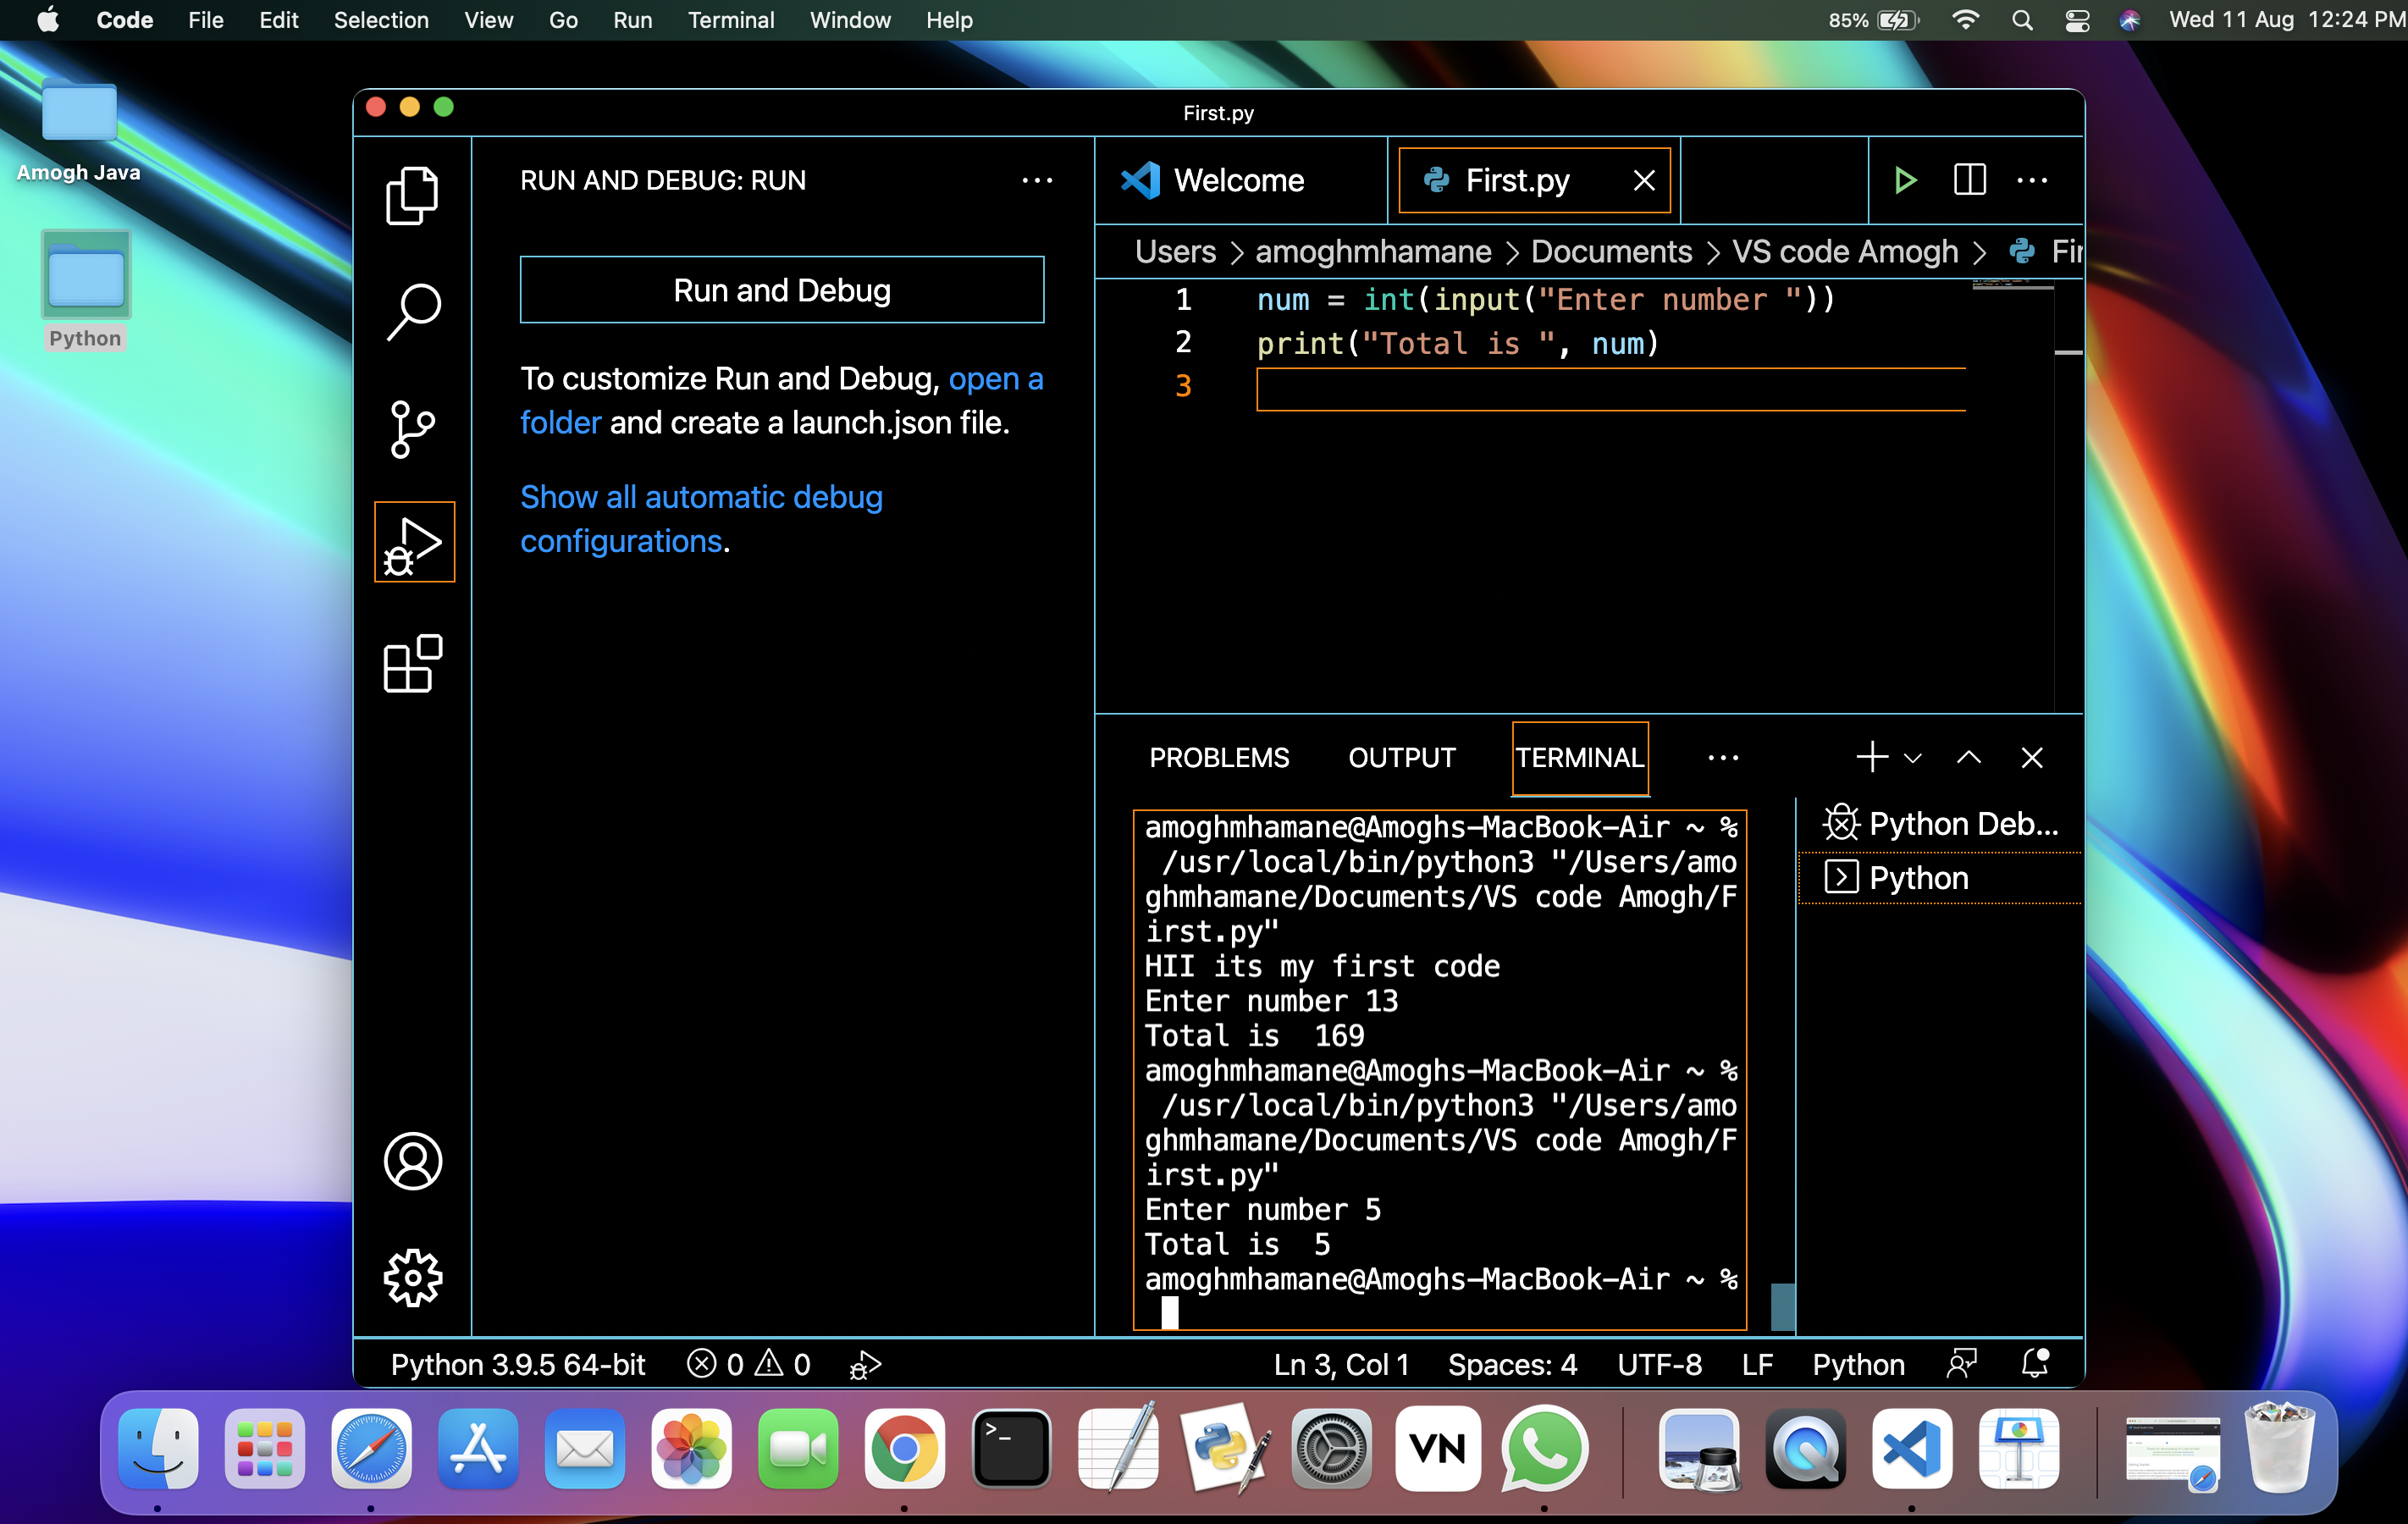 Code File Edit Selection View Go Run Terminal Window Help 85% Wed 11 Aug 12:24 PM
Amogh Java
Python
First.py
RUN AND DEBUG: RUN
Run and Debug
To customize Run and Debug, open a
folder and create a launch.json file.
Show all automatic debug
configurations.
Welcome First.py
Users > amoghmhamane > Documents > VS code Amogh > Fir
1 num = int(input("Enter number "))
2 print("Total is ", num)
3
PROBLEMS OUTPUT TERMINAL
amoghmhamane@Amoghs-MacBook-Air ~ %
/usr/local/bin/python3 "/Users/amo
ghmhamane/Documents/VS code Amogh/F
irst.py"
HII its my first code
Enter number 13
Total is  169
amoghmhamane@Amoghs-MacBook-Air ~ %
/usr/local/bin/python3 "/Users/amo
ghmhamane/Documents/VS code Amogh/F
irst.py"
Enter number 5
Total is  5
amoghmhamane@Amoghs-MacBook-Air ~ %
Python Deb...
Python
Python 3.9.5 64-bit 0 0 Ln 3, Col 1 Spaces: 4 UTF-8 LF Python
>_
VN